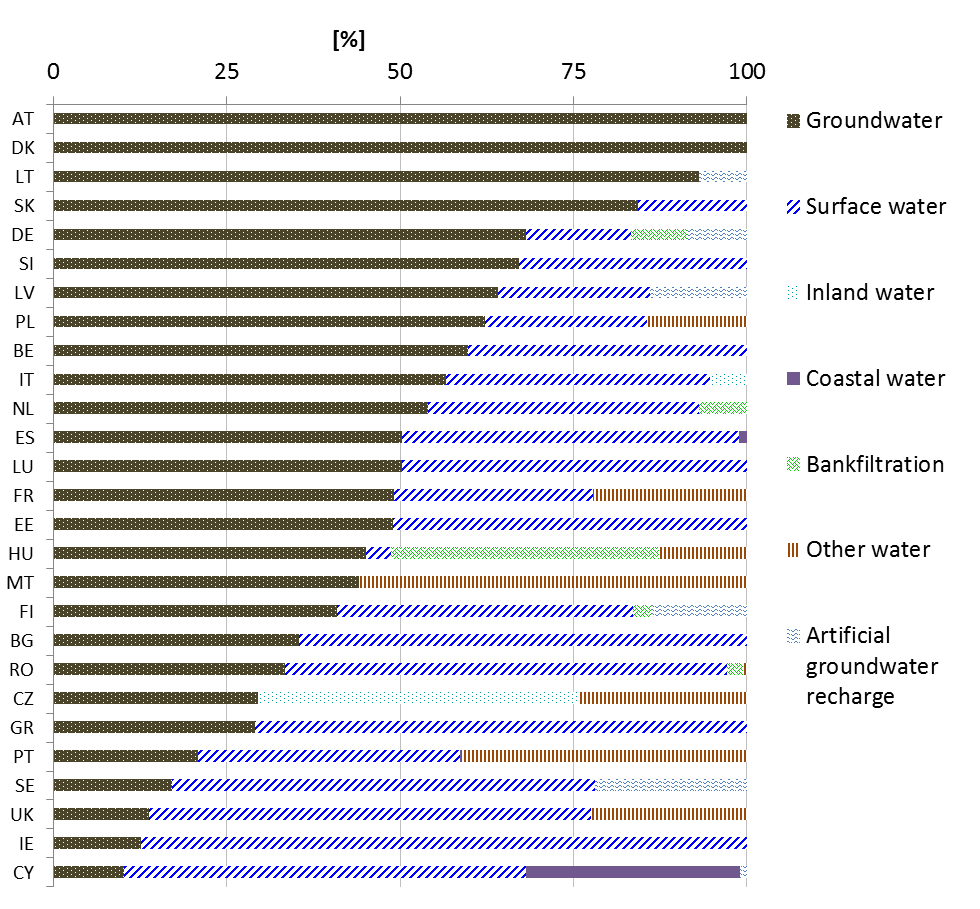 [%]
0 25 50 75 100
AT
DK
LT
SK
DE
SI
LV
PL
BE
IT
NL
ES
LU
FR
EE
HU
MT
FI
BG
RO
CZ
GR
PT
SE
UK
IE
CY
Groundwater
Surface water
Inland water
Coastal water
Bankfiltration
Other water
Artificial
groundwater
recharge